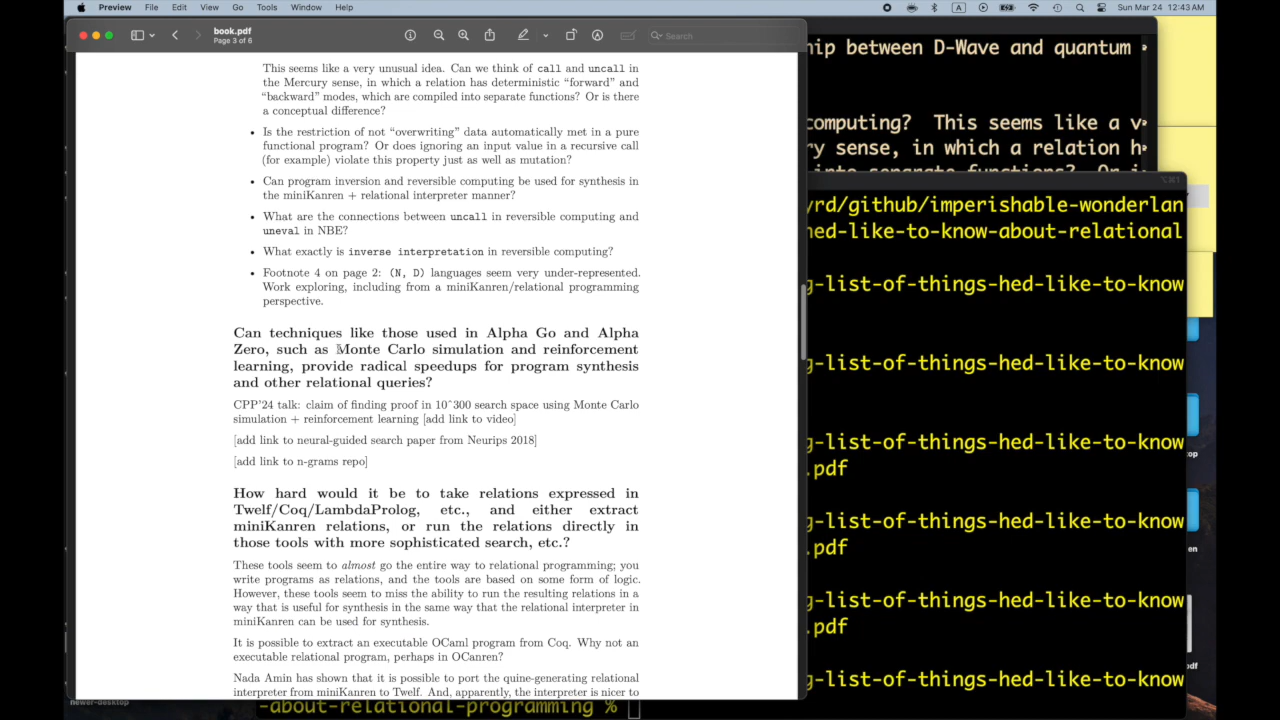 Preview File Edit View Go Tools Window Help
A
Sun Mar 24 12:43 AM
book.pdf
Page 3 of 6
Search
This seems like a very unusual idea. Can we think of call and uncall in
the Mercury sense, in which a relation has deterministic “forward” and
“backward” modes, which are compiled into separate functions? Or is there
a conceptual difference?
• Is the restriction of not “overwriting” data automatically met in a pure
functional program? Or does ignoring an input value in a recursive call
(for example) violate this property just as well as mutation?
• Can program inversion and reversible computing be used for synthesis in
the miniKanren + relational interpreter manner?
• What are the connections between uncall in reversible computing and
uneval in NBE?
• What exactly is inverse interpretation in reversible computing?
• Footnote 4 on page 2: (N, D) languages seem very under-represented.
Work exploring, including from a miniKanren/relational programming
perspective.
Can techniques like those used in Alpha Go and Alpha
Zero, such as Monte Carlo simulation and reinforcement
learning, provide radical speedups for program synthesis
and other relational queries?
CPP’24 talk: claim of finding proof in 10^300 search space using Monte Carlo
simulation + reinforcement learning [add link to video]
[add link to neural-guided search paper from Neurips 2018]
[add link to n-grams repo]
How hard would it be to take relations expressed in
Twelf/Coq/LambdaProlog, etc., and either extract
miniKanren relations, or run the relations directly in
those tools with more sophisticated search, etc.?
These tools seem to almost go the entire way to relational programming; you
write programs as relations, and the tools are based on some form of logic.
However, these tools seem to miss the ability to run the resulting relations in a
way that is useful for synthesis in the same way that the relational interpreter in
miniKanren can be used for synthesis.
It is possible to extract an executable OCaml program from Coq. Why not an
executable relational program, perhaps in OCanren?
Nada Amin has shown that it is possible to port the quine-generating relational
interpreter from miniKanren to Twelf. And, apparently, the interpreter is nicer to
hip between D-Wave and quantum
computing? This seems like a v
ry sense, in which a relation h
into separate functions? Or i
yrd/github/imperishable-wonderlan
hed-like-to-know-about-relational
g-list-of-things-hed-like-to-know
g-list-of-things-hed-like-to-know
g-list-of-things-hed-like-to-know
.pdf
g-list-of-things-hed-like-to-know
.pdf
g-list-of-things-hed-like-to-know
.pdf
g-list-of-things-hed-like-to-know
-about-relational-programming %
top
en
pdf
newer-desktop